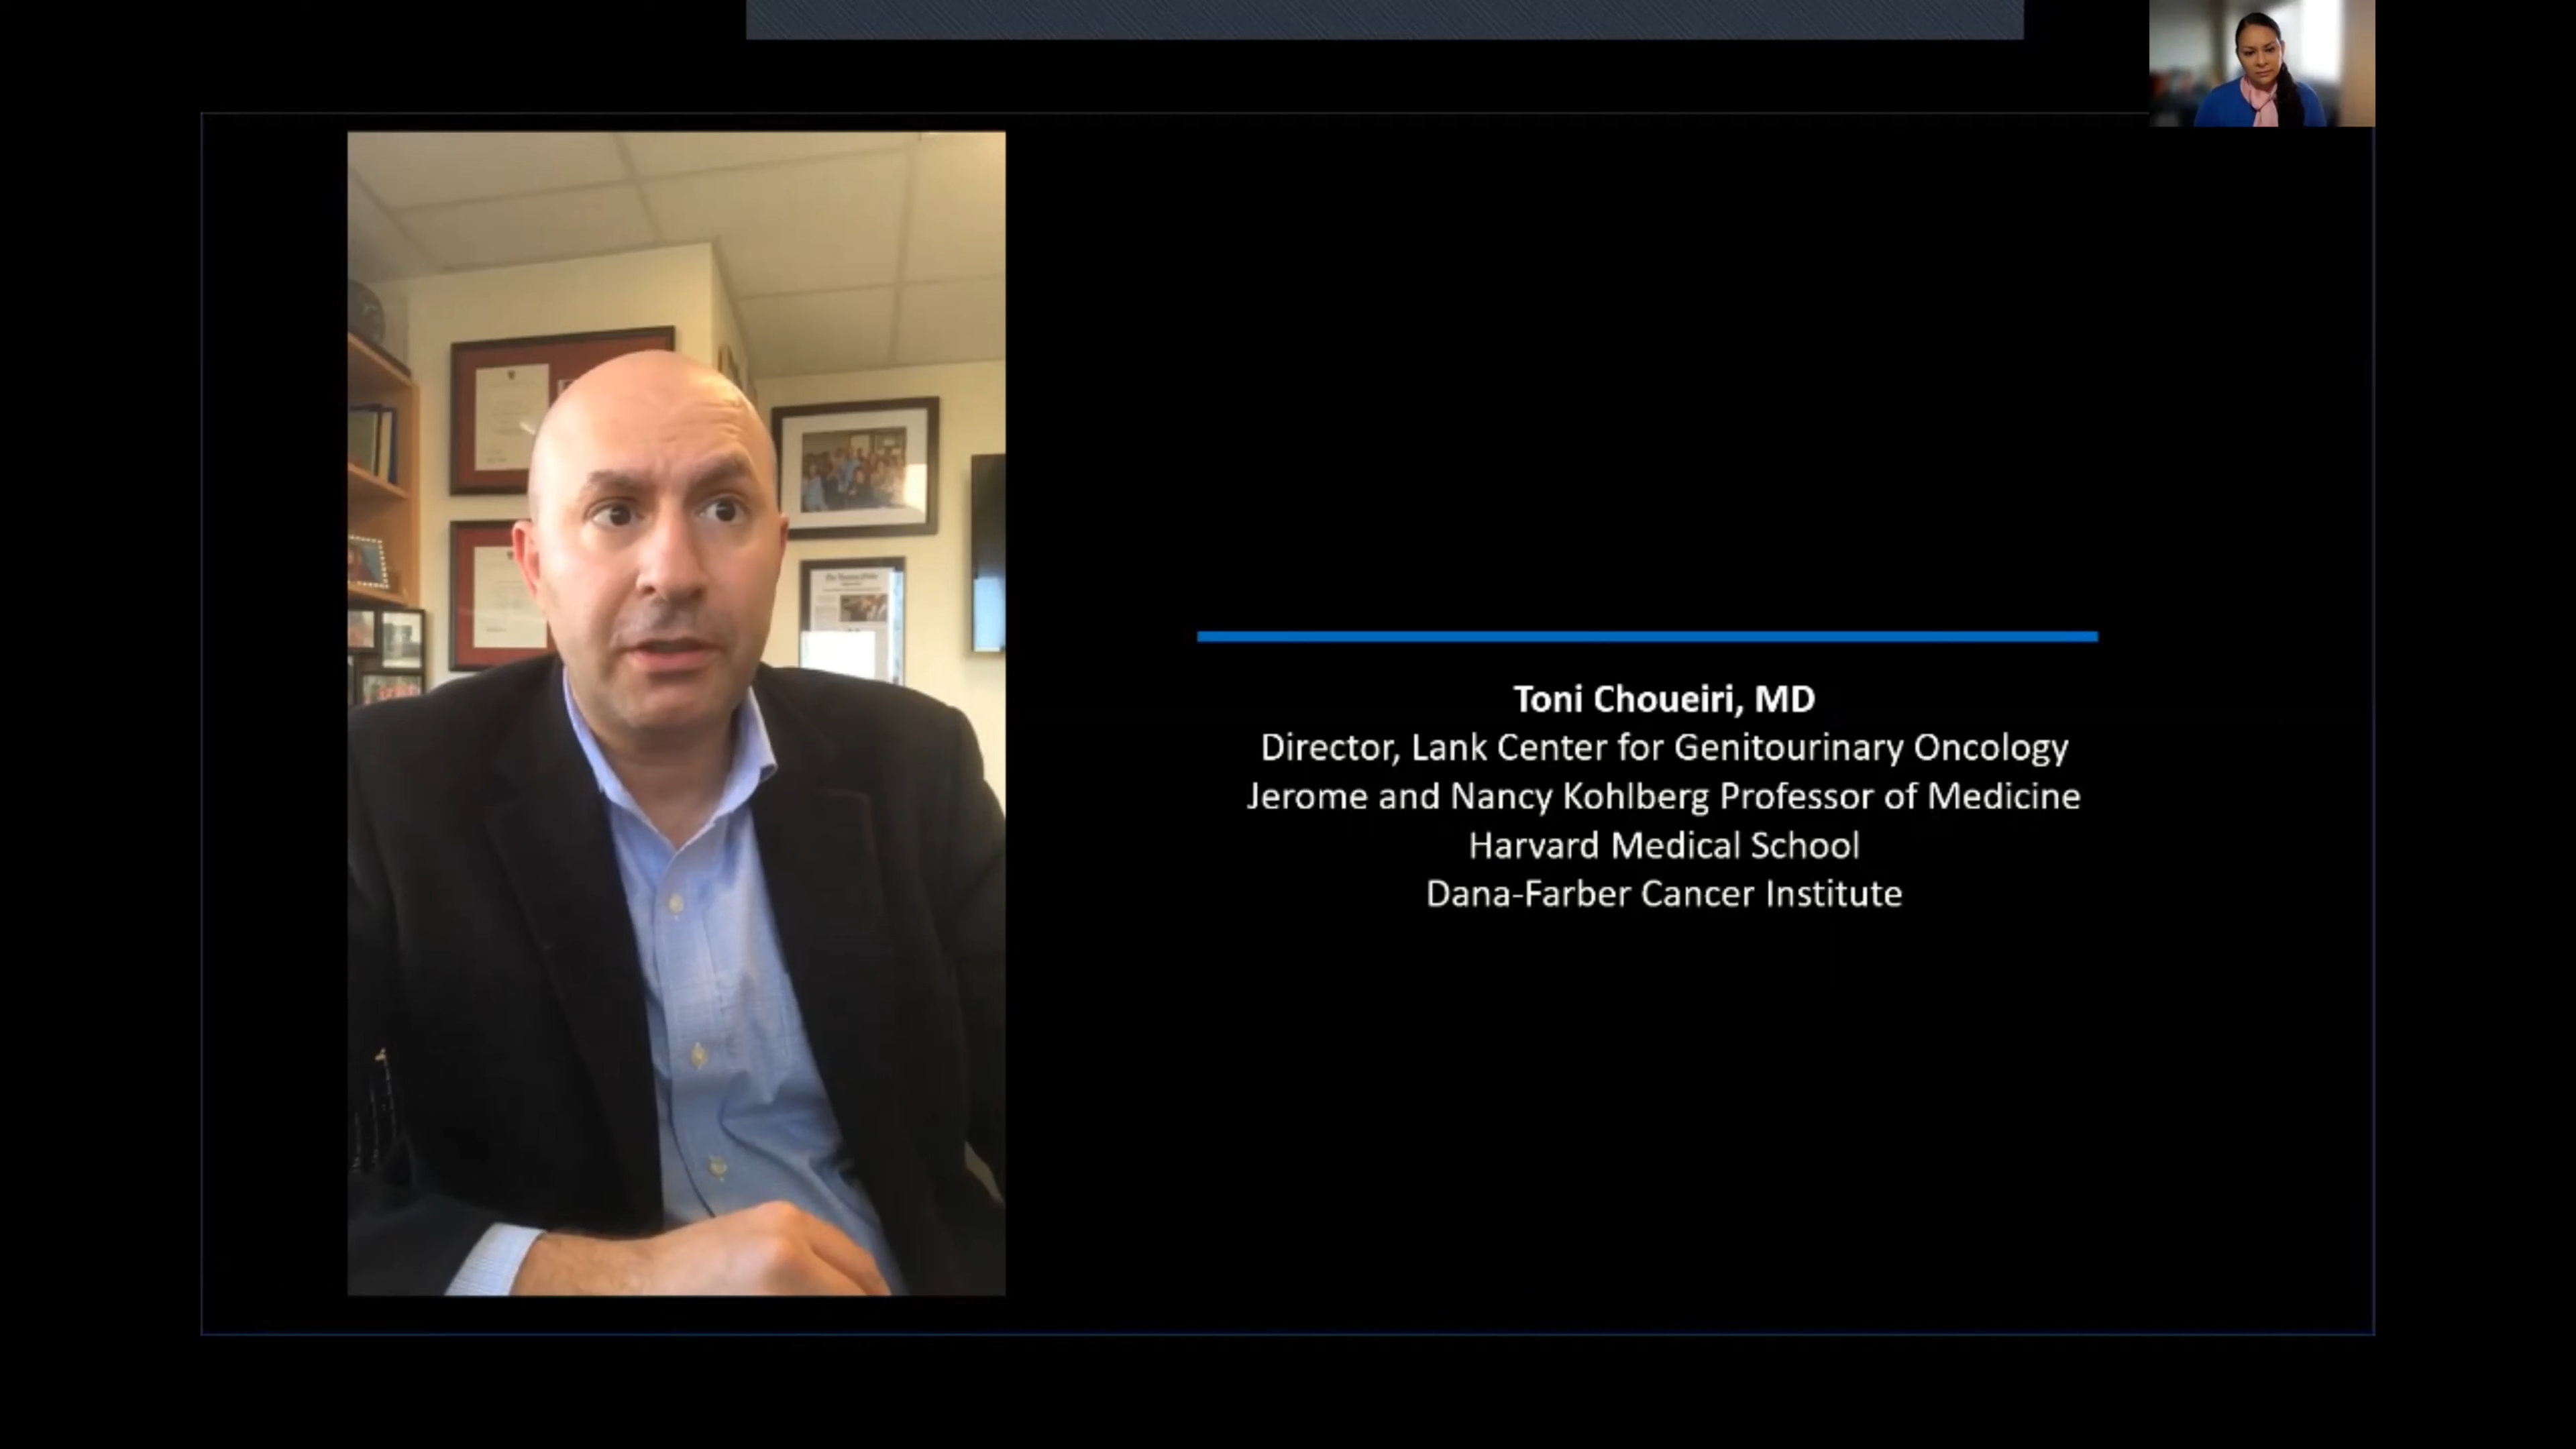 Toni Choueiri, MD
Director, Lank Center for Genitourinary Oncology
Jerome and Nancy Kohlberg Professor of Medicine
Harvard Medical School
Dana-Farber Cancer Institute